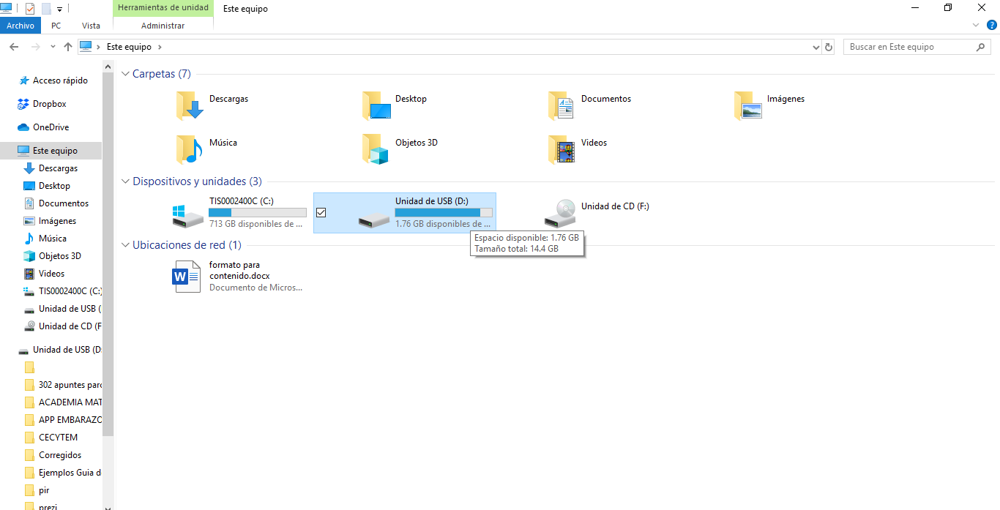 Herramientas de unidad
Este equipo
Archivo
PC
Vista
Administrar
Este equipo
Buscar en Este equipo
Acceso rápido
Dropbox
OneDrive
Este equipo
Descargas
Desktop
Documentos
Imágenes
Música
Objetos 3D
Videos
TIS0002400C (C:)
Unidad de USB (
Unidad de CD (F
Unidad de USB (D:
302 apuntes parc
ACADEMIA MAT
APP EMBARAZO
CECYTEM
Corregidos
Ejemplos Guia d
pir
prezi
Carpetas (7)
Descargas
Desktop
Documentos
Imágenes
Música
Objetos 3D
Videos
Dispositivos y unidades (3)
TIS0002400C (C:)
713 GB disponibles de ...
Unidad de USB (D:)
1.76 GB disponibles de ...
Unidad de CD (F:)
Espacio disponible: 1.76 GB
Tamaño total: 14.4 GB
Ubicaciones de red (1)
W
formato para
contenido.docx
Documento de Micros...